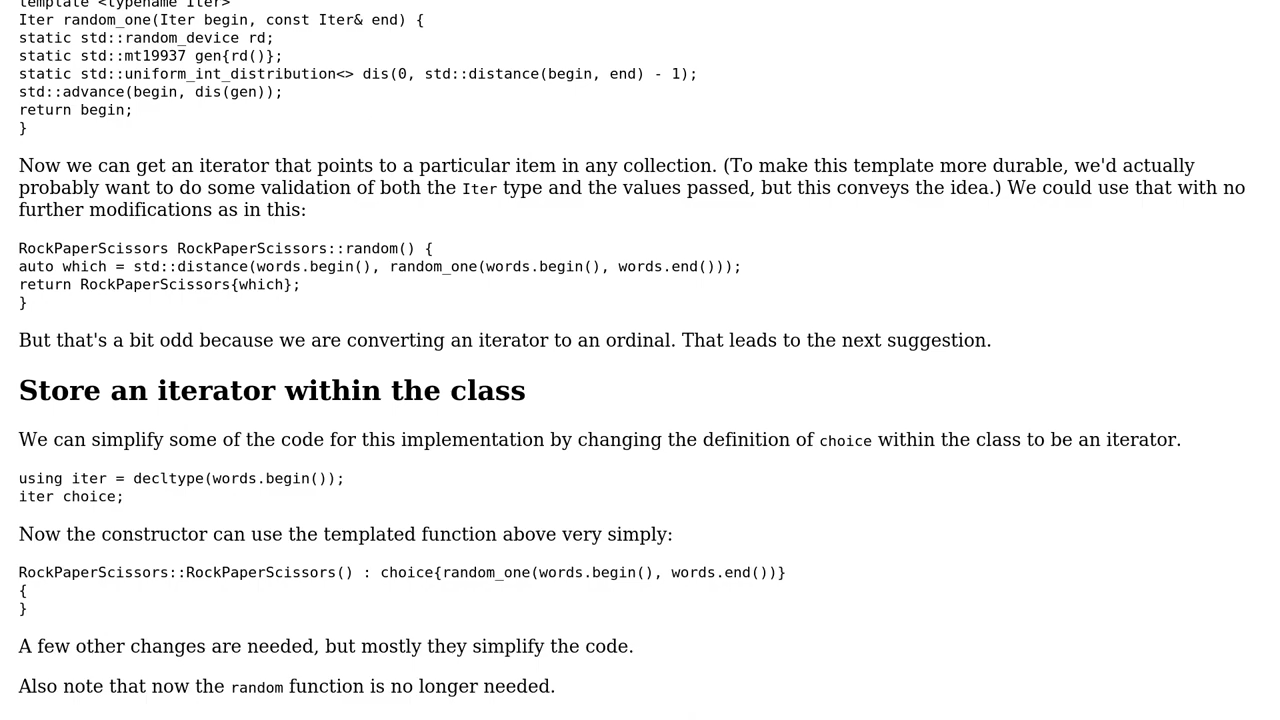 template <typename Iter>
Iter random_one(Iter begin, const Iter& end) {
static std::random_device rd;
static std::mt19937 gen{rd()};
static std::uniform_int_distribution<> dis(0, std::distance(begin, end) - 1);
std::advance(begin, dis(gen));
return begin;
}
Now we can get an iterator that points to a particular item in any collection. (To make this template more durable, we'd actually
probably want to do some validation of both the Iter type and the values passed, but this conveys the idea.) We could use that with no
further modifications as in this:
RockPaperScissors RockPaperScissors::random() {
auto which = std::distance(words.begin(), random_one(words.begin(), words.end()));
return RockPaperScissors{which};
}
But that's a bit odd because we are converting an iterator to an ordinal. That leads to the next suggestion.
Store an iterator within the class
We can simplify some of the code for this implementation by changing the definition of choice within the class to be an iterator.
using iter = decltype(words.begin());
iter choice;
Now the constructor can use the templated function above very simply:
RockPaperScissors::RockPaperScissors() : choice{random_one(words.begin(), words.end())}
{
}
A few other changes are needed, but mostly they simplify the code.
Also note that now the random function is no longer needed.